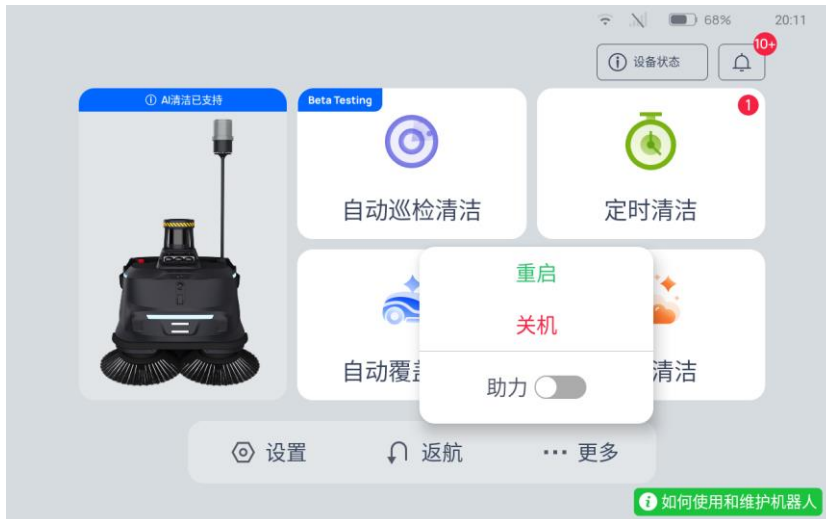 68%
20:11
设备状态
10+
AI清洁已支持
Beta Testing
1
自动巡检清洁
定时清洁
重启
关机
自动覆
清洁
助力
设置
返航
更多
如何使用和维护机器人